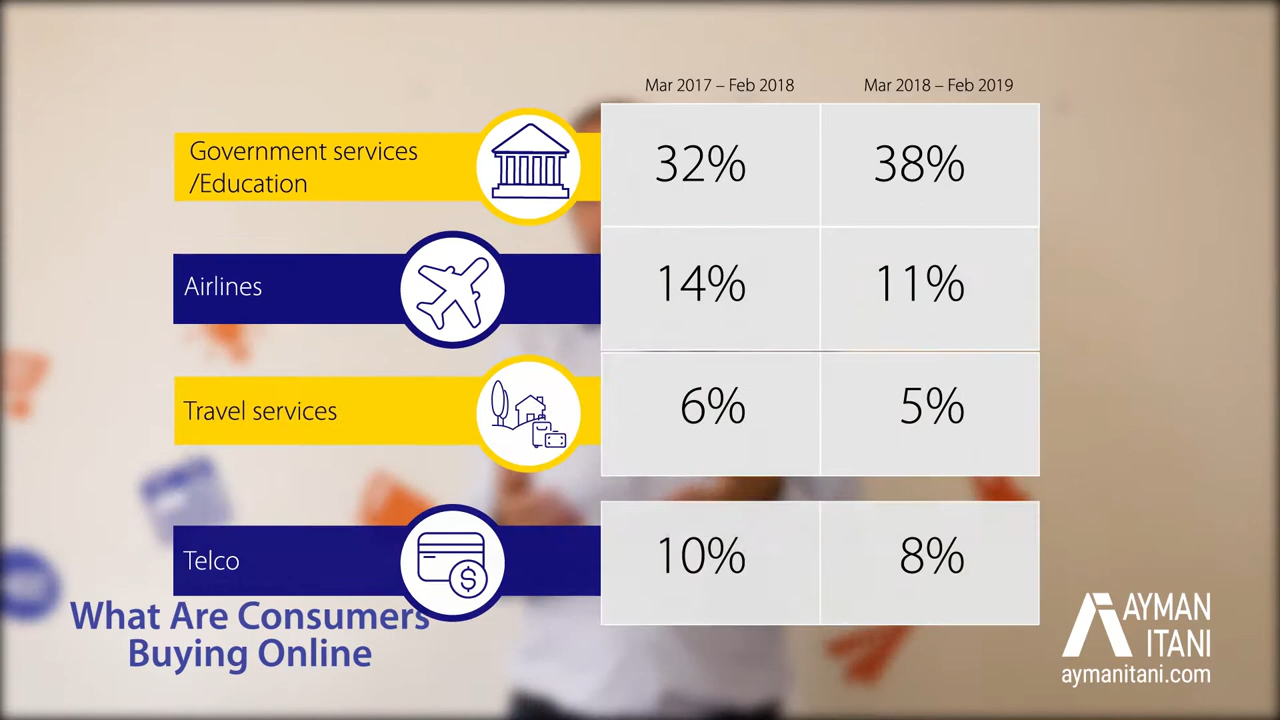 Mar 2017 – Feb 2018 Mar 2018 – Feb 2019
Government services
/Education
32% 38%
Airlines 14% 11%
Travel services 6% 5%
Telco 10% 8%
What Are Consumers
Buying Online
AYMAN
ITANI
aymanitani.com